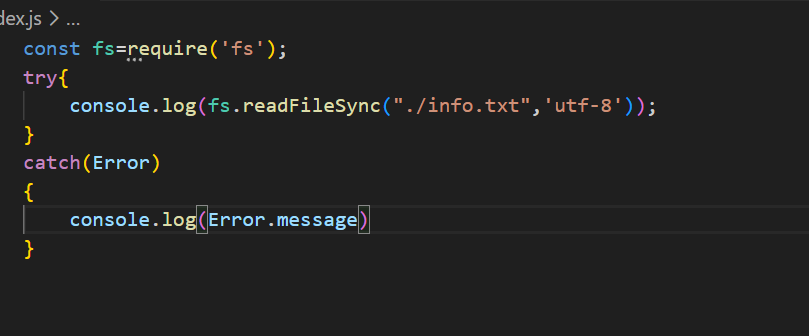 dex.js > ...
const fs=require('fs');
try{
    console.log(fs.readFileSync("./info.txt",'utf-8'));
}
catch(Error)
{
    console.log(Error.message)
}